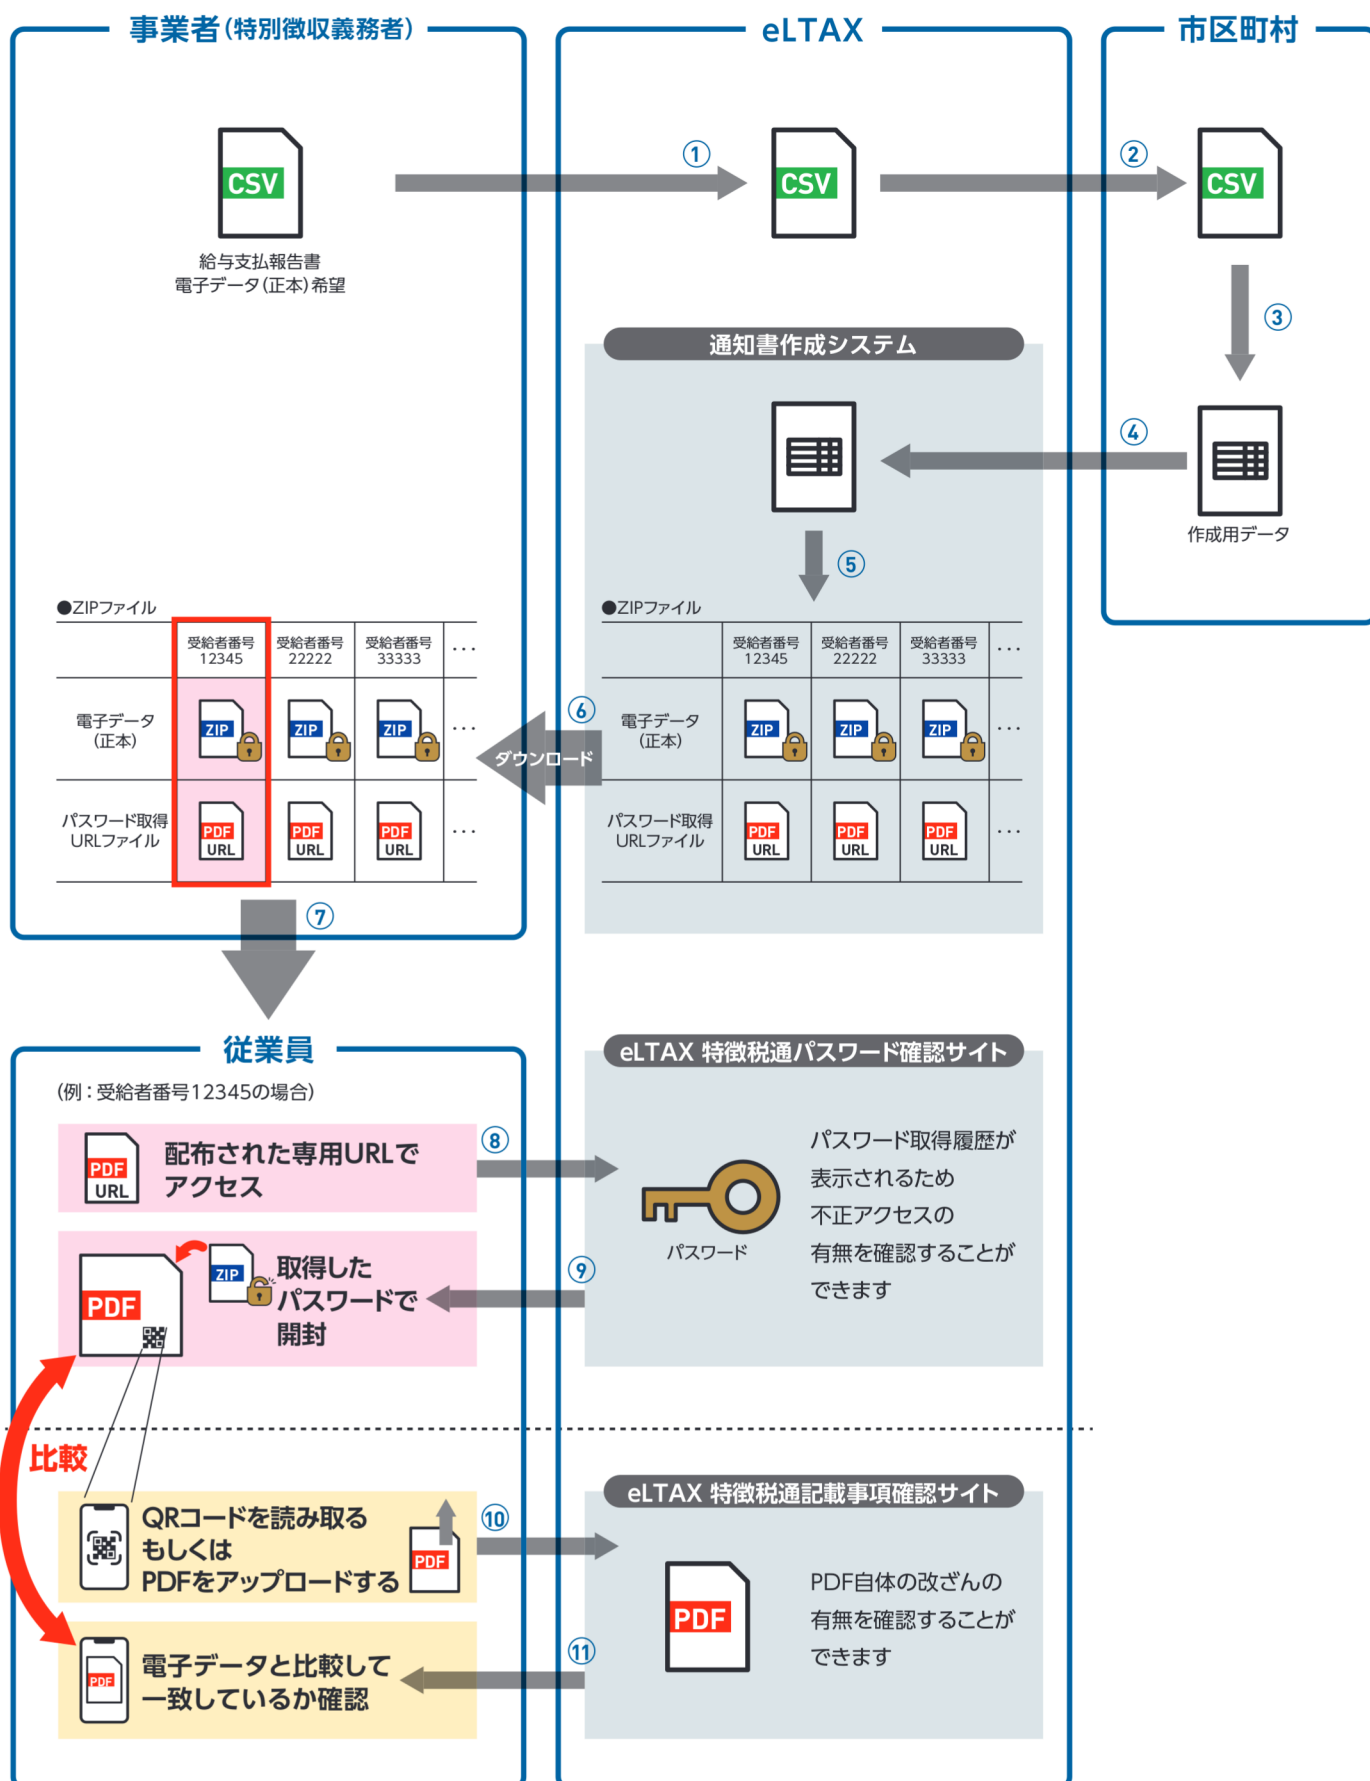 事業者(特別徴収義務者)
eLTAX
市区町村
CSV
①
CSV
②
CSV
給与支払報告書
電子データ(正本)希望
③
通知書作成システム
④
作成用データ
⑤
●ZIPファイル
受給者番号
12345
受給者番号
22222
受給者番号
33333
…
電子データ
(正本)
ZIP
ZIP
ZIP
…
パスワード取得
URLファイル
PDF
URL
PDF
URL
PDF
URL
…
⑥
ダウンロード
●ZIPファイル
受給者番号
12345
受給者番号
22222
受給者番号
33333
…
電子データ
(正本)
ZIP
ZIP
ZIP
…
パスワード取得
URLファイル
PDF
URL
PDF
URL
PDF
URL
…
⑦
従業員
(例:受給者番号12345の場合)
PDF
URL
配布された専用URLで
アクセス
⑧
eLTAX 特徴税通パスワード確認サイト
パスワード
パスワード取得履歴が
表示されるため
不正アクセスの
有無を確認することが
できます
PDF
ZIP
取得した
パスワードで
開封
⑨
比較
QRコードを読み取る
もしくは
PDFをアップロードする
PDF
⑩
eLTAX 特徴税通記載事項確認サイト
PDF
PDF自体の改ざんの
有無を確認することが
できます
PDF
電子データと比較して
一致しているか確認
⑪